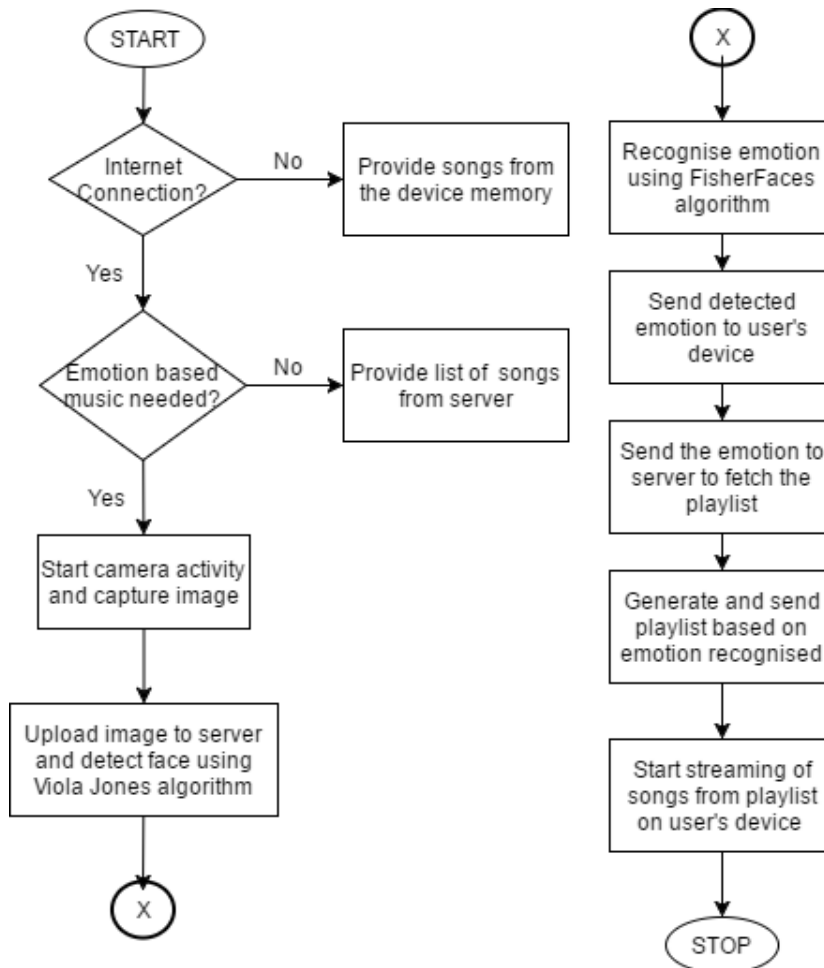 START
Internet
Connection?
No
Provide songs from
the device memory
Yes
Emotion based
music needed?
No
Provide list of songs
from server
Yes
Start camera activity
and capture image
Upload image to server
and detect face using
Viola Jones algorithm
X
X
Recognise emotion
using FisherFaces
algorithm
Send detected
emotion to user's
device
Send the emotion to
server to fetch the
playlist
Generate and send
playlist based on
emotion recognised
Start streaming of
songs from playlist
on user's device
STOP